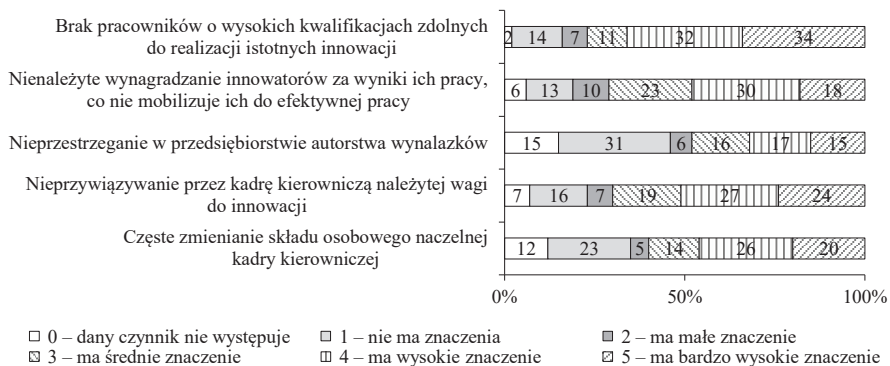 Brak pracowników o wysokich kwalifikacjach zdolnych
do realizacji istotnych innowacji
2 14 7 11 32 34
Nienależyte wynagradzanie innowatorów za wyniki ich pracy,
co nie mobilizuje ich do efektywnej pracy
6 13 10 23 30 18
Nieprzestrzeganie w przedsiębiorstwie autorstwa wynalazków
15 31 6 16 17 15
Nieprzywiązywanie przez kadrę kierowniczą należytej wagi
do innowacji
7 16 7 19 27 24
Częste zmienianie składu osobowego naczelnej
kadry kierowniczej
12 23 5 14 26 20
0% 50% 100%
0 – dany czynnik nie występuje 1 – nie ma znaczenia 2 – ma małe znaczenie
3 – ma średnie znaczenie 4 – ma wysokie znaczenie 5 – ma bardzo wysokie znaczenie